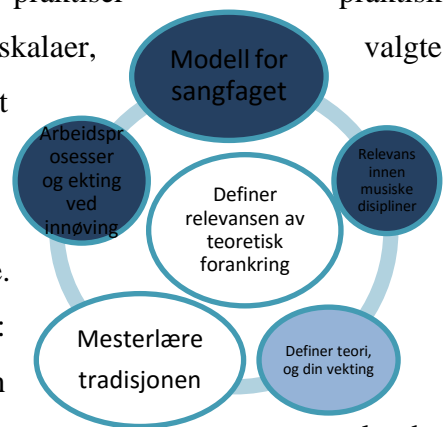 praktiser
praktisk
skalaer,
valgte
Modell for
sangfaget
t
Arbeidspr
osesser
og ekting
ved
innøving
Relevans
innen
musiske
disipliner
Definer
relevansen av
teoretisk
forankring
e.
:
Mesterlære
tradisjonen
Definer teori,
og din vekting
n